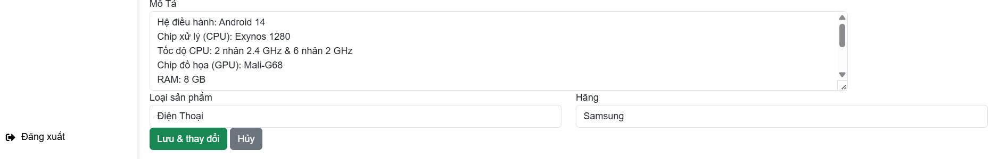 Mô Tả
Hệ điều hành: Android 14
Chip xử lý (CPU): Exynos 1280
Tốc độ CPU: 2 nhân 2.4 GHz & 6 nhân 2 GHz
Chip đồ họa (GPU): Mali-G68
RAM: 8 GB
Loại sản phẩm
Hãng
Điện Thoại
Samsung
Đăng xuất
Lưu & thay đổi
Hủy